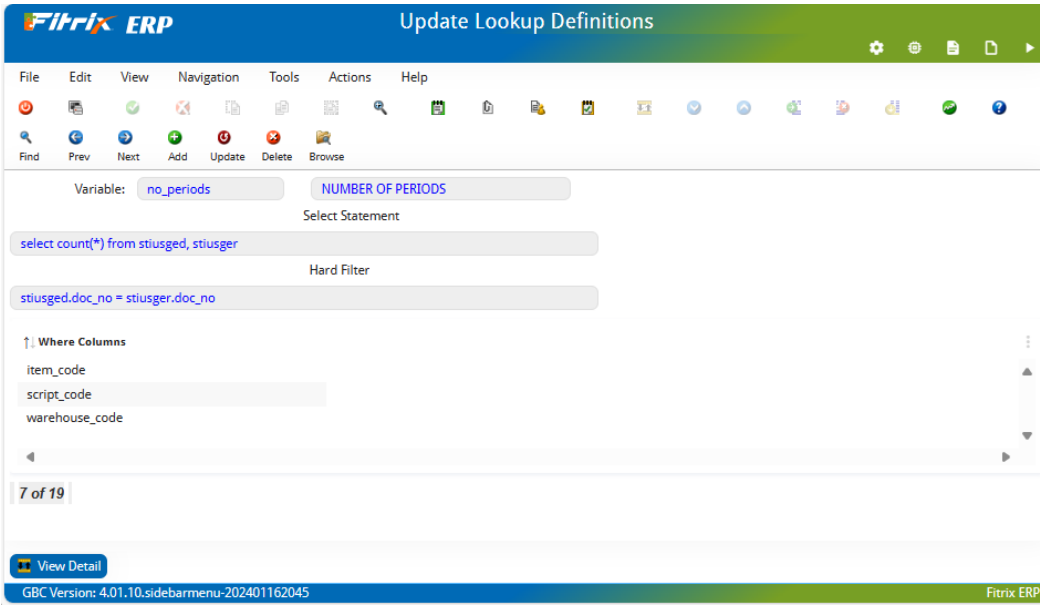 Fitrix ERP
Update Lookup Definitions
File Edit View Navigation Tools Actions Help
Find Prev Next Add Update Delete Browse
Variable: no_periods NUMBER OF PERIODS
Select Statement
select count(*) from stiusged, stiusger
Hard Filter
stiusged.doc_no = stiusger.doc_no
Where Columns
item_code
script_code
warehouse_code
7 of 19
View Detail
GBC Version: 4.01.10.sidebarmenu-202401162045 Fitrix ERP